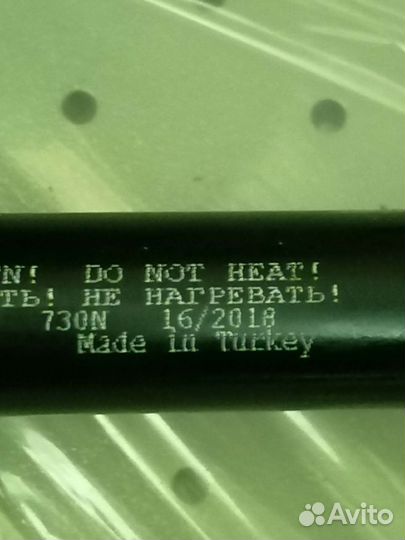 N! DO NOT HEAT!
ТЬ! НЕ НАГРЕВАТЬ!
730N 16/2018
Made in Turkey
Avito